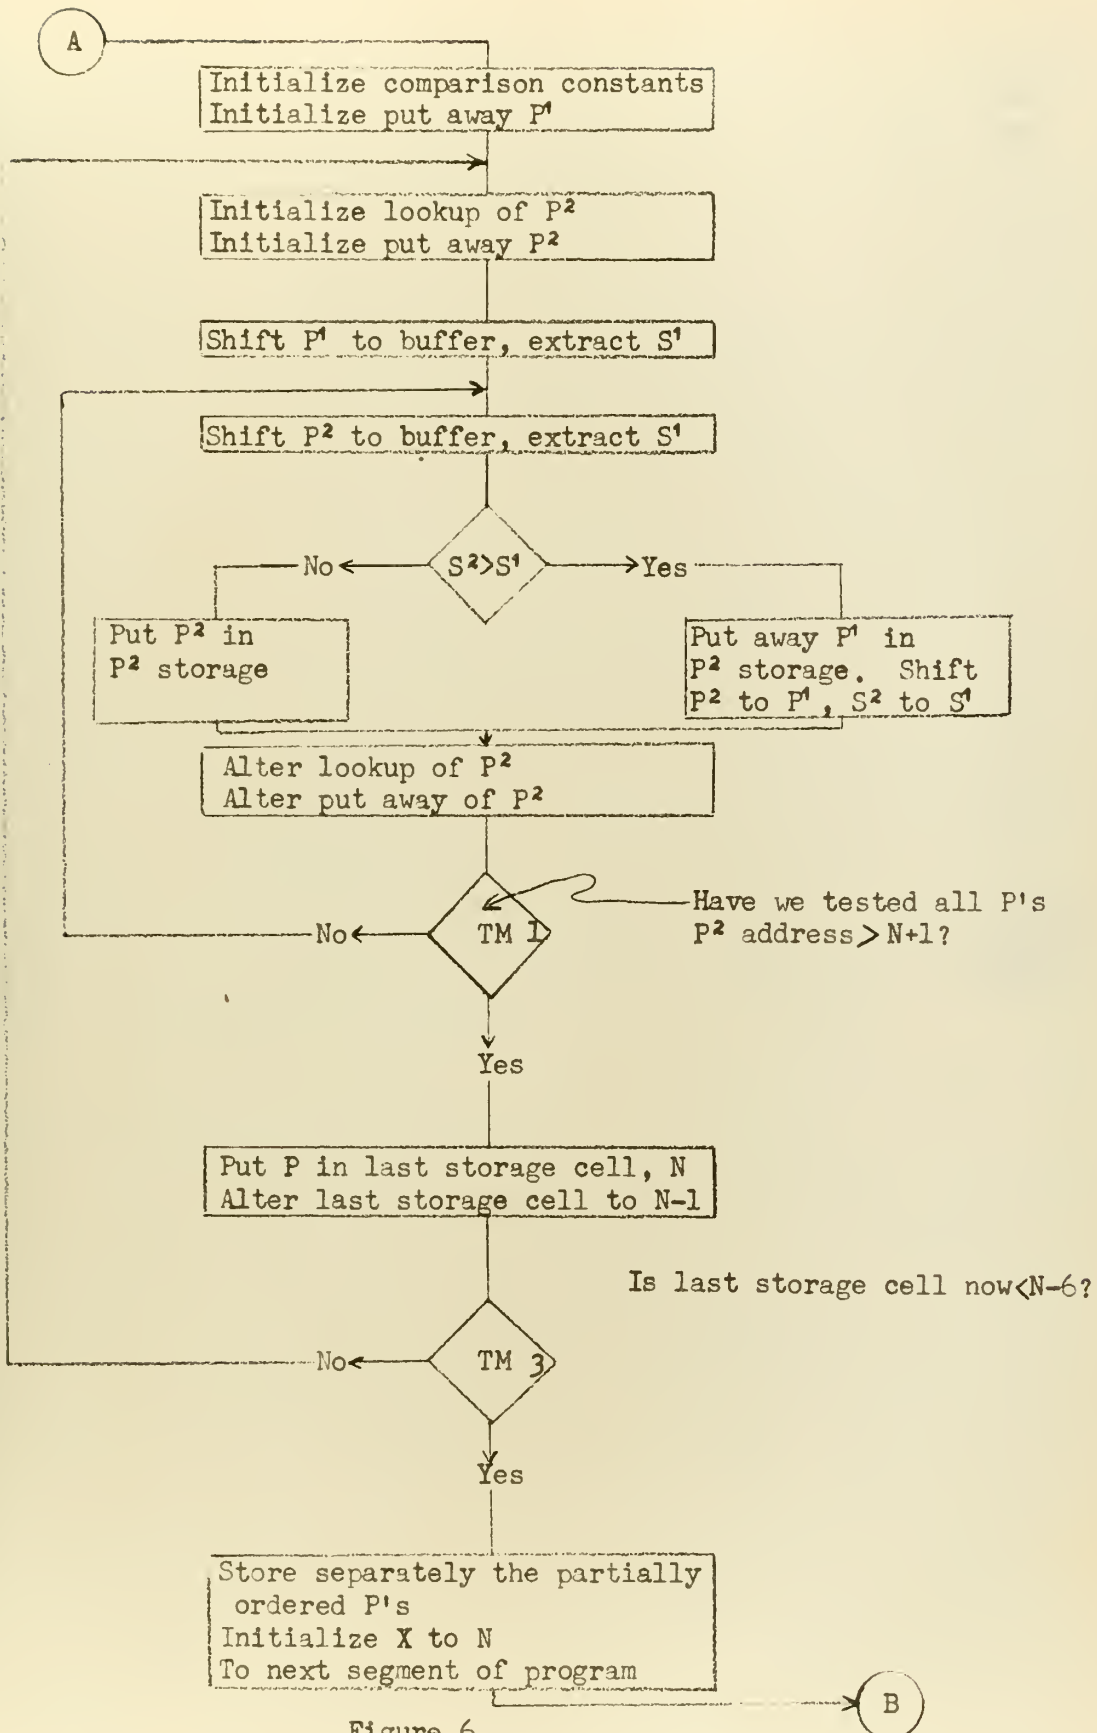 A
Initialize comparison constants
Initialize put away P¹
Initialize lookup of P²
Initialize put away P²
Shift P¹ to buffer, extract S¹
Shift P² to buffer, extract S¹
No
S²>S¹
Yes
Put P² in
P² storage
Put away P¹ in
P² storage. Shift
P² to P¹, S² to S¹
Alter lookup of P²
Alter put away of P²
Have we tested all P's
P² address > N+1?
No
TM 1
Yes
Put P in last storage cell, N
Alter last storage cell to N-1
Is last storage cell now<N-6?
No
TM 3
Yes
Store separately the partially
ordered P's
Initialize X to N
To next segment of program
B
Figure 6